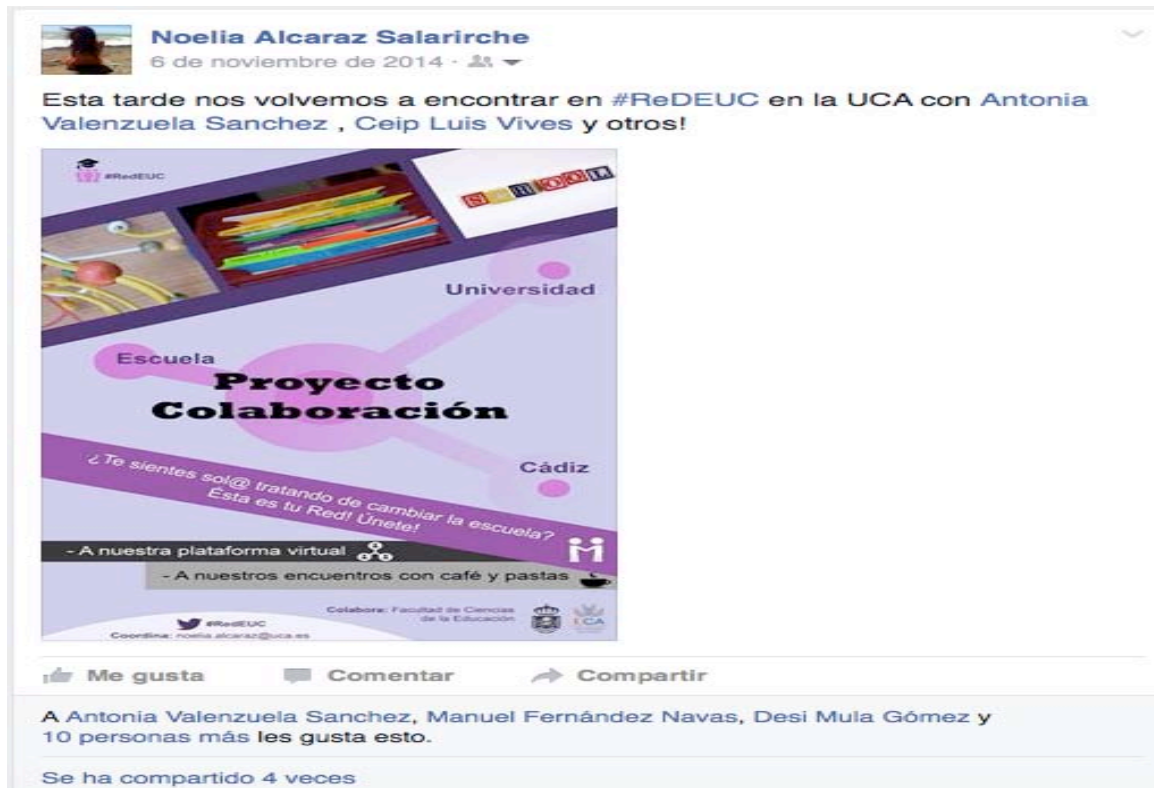 Noelia Alcaraz Salarirche
6 de noviembre de 2014 ·
Esta tarde nos volvemos a encontrar en #ReDEUC en la UCA con Antonia
Valenzuela Sanchez , Ceip Luis Vives y otros!
#RedEUC
SCHOOL
Universidad
Escuela
Proyecto
Colaboración
Cádiz
¿Te sientes sol@ tratando de cambiar la escuela?
Ésta es tu Red! Únete!
- A nuestra plataforma virtual
- A nuestros encuentros con café y pastas
Colabora: Facultad de Ciencias
de la Educación
UCA
#RedEUC
Coordina: noelia.alcaraz@uca.es
Me gusta Comentar Compartir
A Antonia Valenzuela Sanchez, Manuel Fernández Navas, Desi Mula Gómez y
10 personas más les gusta esto.
Se ha compartido 4 veces